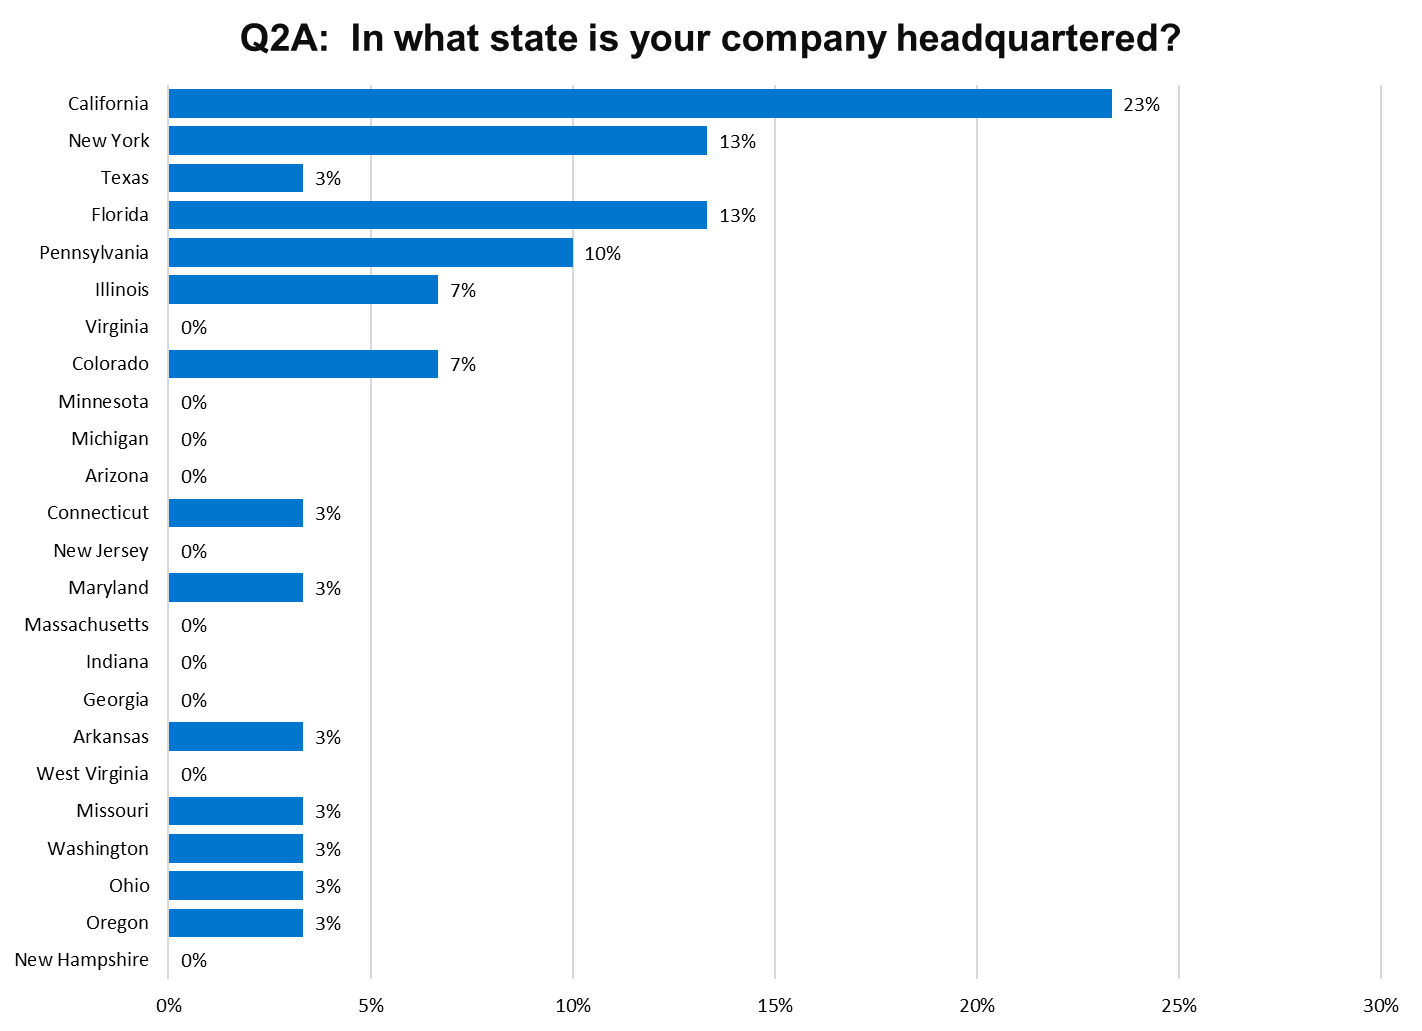 Q2A:  In what state is your company headquartered?
California 23%
New York 13%
Texas 3%
Florida 13%
Pennsylvania 10%
Illinois 7%
Virginia 0%
Colorado 7%
Minnesota 0%
Michigan 0%
Arizona 0%
Connecticut 3%
New Jersey 0%
Maryland 3%
Massachusetts 0%
Indiana 0%
Georgia 0%
Arkansas 3%
West Virginia 0%
Missouri 3%
Washington 3%
Ohio 3%
Oregon 3%
New Hampshire 0%
0% 5% 10% 15% 20% 25% 30%